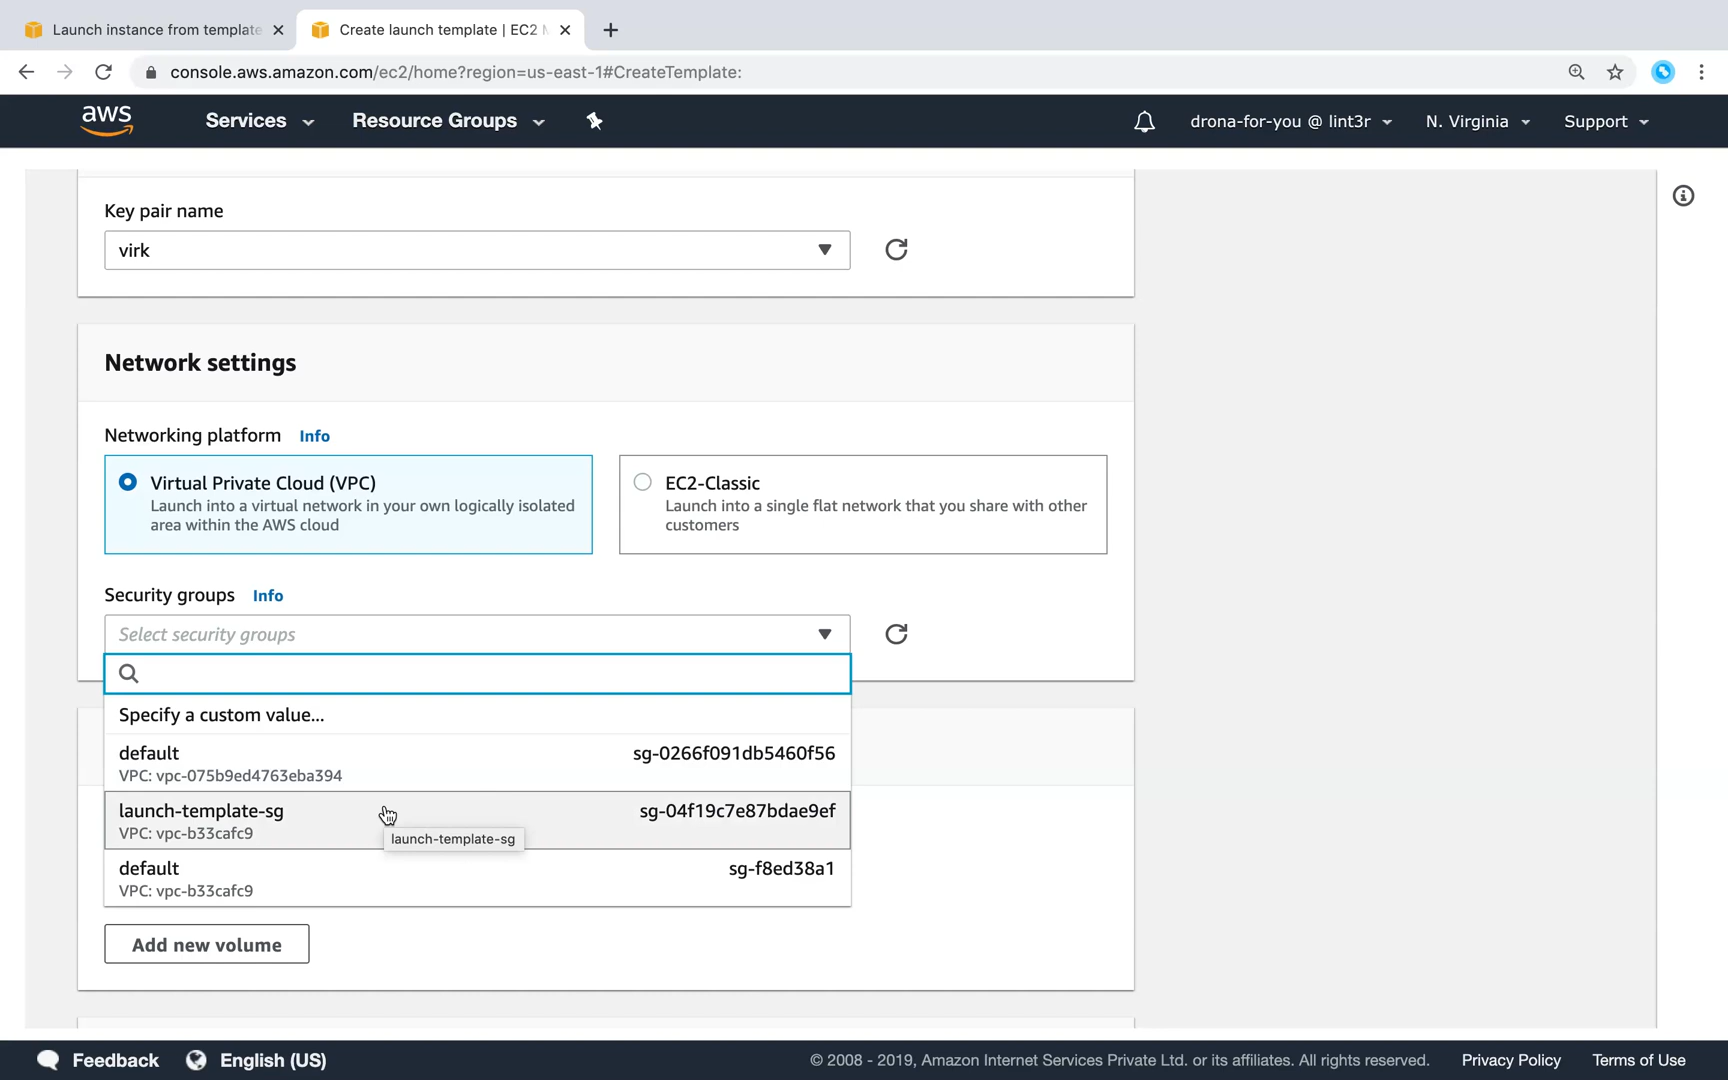 Launch instance from template
Create launch template | EC2 M
console.aws.amazon.com/ec2/home?region=us-east-1#CreateTemplate:
aws
Services
Resource Groups
drona-for-you @ lint3r
N. Virginia
Support
Key pair name
virk
Network settings
Networking platform Info
Virtual Private Cloud (VPC)
Launch into a virtual network in your own logically isolated
area within the AWS cloud
EC2-Classic
Launch into a single flat network that you share with other
customers
Security groups Info
Select security groups
Specify a custom value...
default sg-0266f091db5460f56
VPC: vpc-075b9ed4763eba394
launch-template-sg sg-04f19c7e87bdae9ef
VPC: vpc-b33cafc9
launch-template-sg
default sg-f8ed38a1
VPC: vpc-b33cafc9
Add new volume
Feedback
English (US)
© 2008 - 2019, Amazon Internet Services Private Ltd. or its affiliates. All rights reserved.
Privacy Policy
Terms of Use